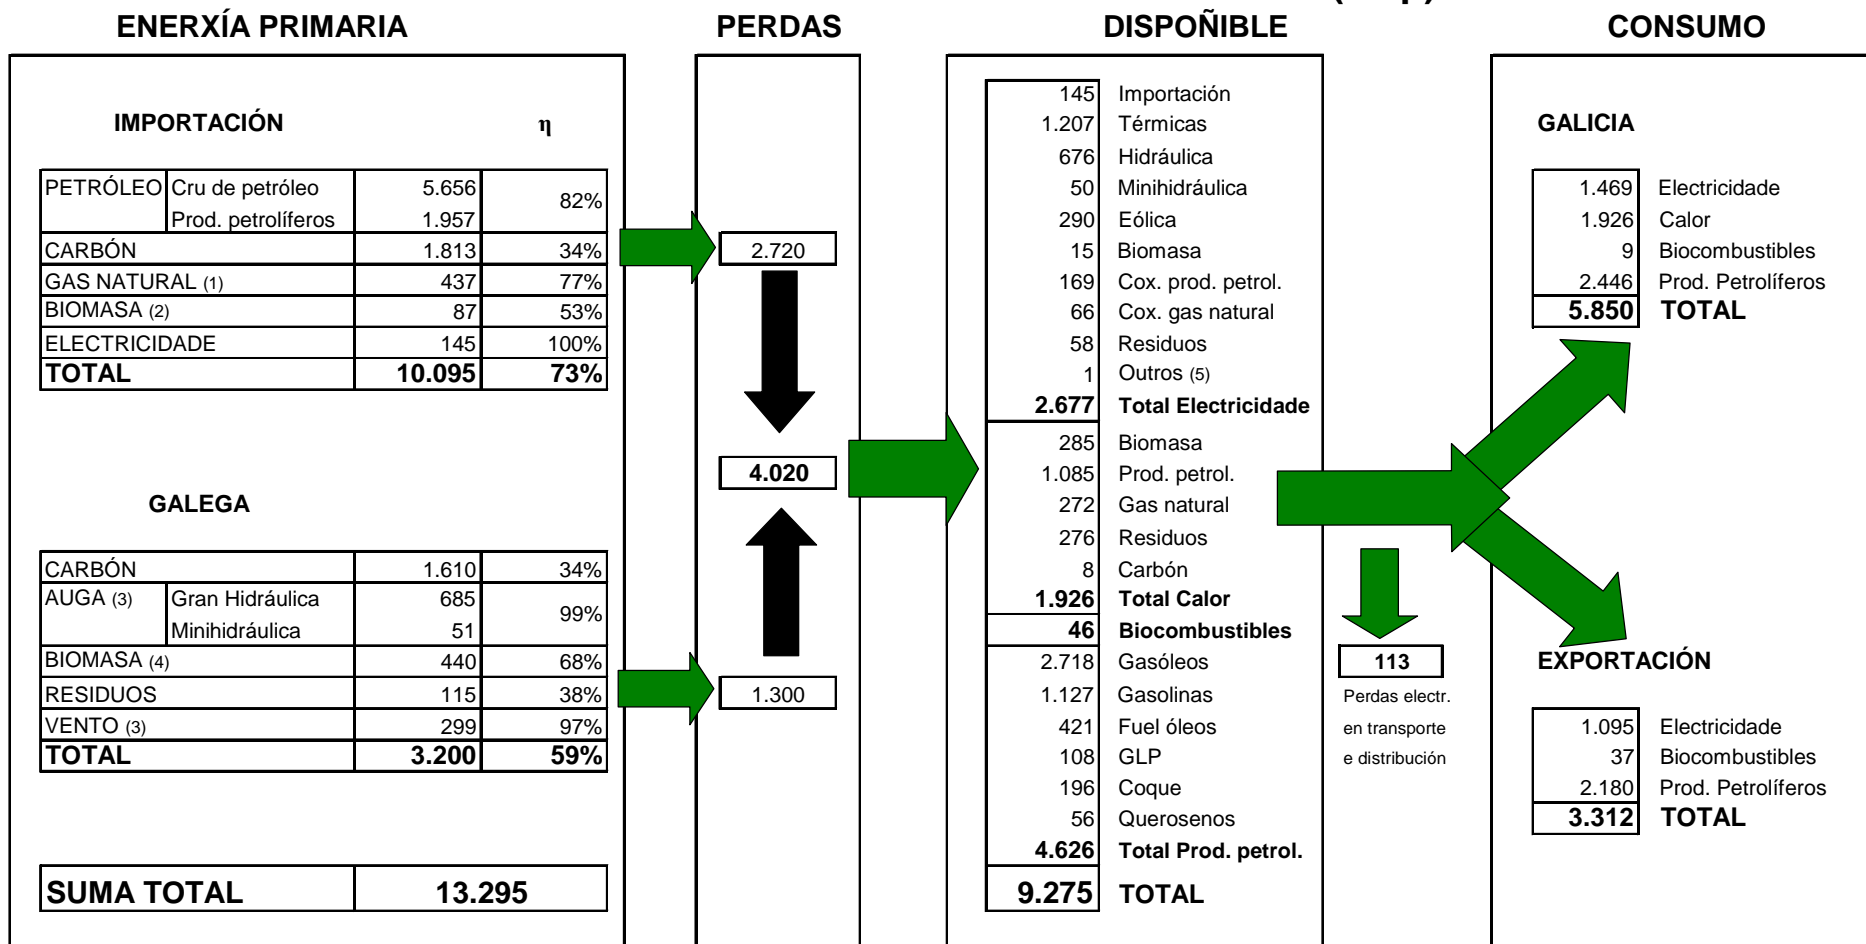 ENERXÍA PRIMARIA
IMPORTACIÓN η
PETRÓLEO Cru de petróleo 5.656 82%
Prod. petrolíferos 1.957
CARBÓN 1.813 34%
GAS NATURAL (1) 437 77%
BIOMASA (2) 87 53%
ELECTRICIDADE 145 100%
TOTAL 10.095 73%
GALEGA
CARBÓN 1.610 34%
AUGA (3) Gran Hidráulica 685 99%
Minihidráulica 51
BIOMASA (4) 440 68%
RESIDUOS 115 38%
VENTO (3) 299 97%
TOTAL 3.200 59%
SUMA TOTAL 13.295
PERDAS
2.720
4.020
1.300
DISPOÑIBLE
145 Importación
1.207 Térmicas
676 Hidráulica
50 Minihidráulica
290 Eólica
15 Biomasa
169 Cox. prod. petrol.
66 Cox. gas natural
58 Residuos
1 Outros (5)
2.677 Total Electricidade
285 Biomasa
1.085 Prod. petrol.
272 Gas natural
276 Residuos
8 Carbón
1.926 Total Calor
46 Biocombustibles
2.718 Gasóleos
1.127 Gasolinas
421 Fuel óleos
108 GLP
196 Coque
56 Querosenos
4.626 Total Prod. petrol.
9.275 TOTAL
113
Perdas electr.
en transporte
e distribución
CONSUMO
GALICIA
1.469 Electricidade
1.926 Calor
9 Biocombustibles
2.446 Prod. Petrolíferos
5.850 TOTAL
EXPORTACIÓN
1.095 Electricidade
37 Biocombustibles
2.180 Prod. Petrolíferos
3.312 TOTAL